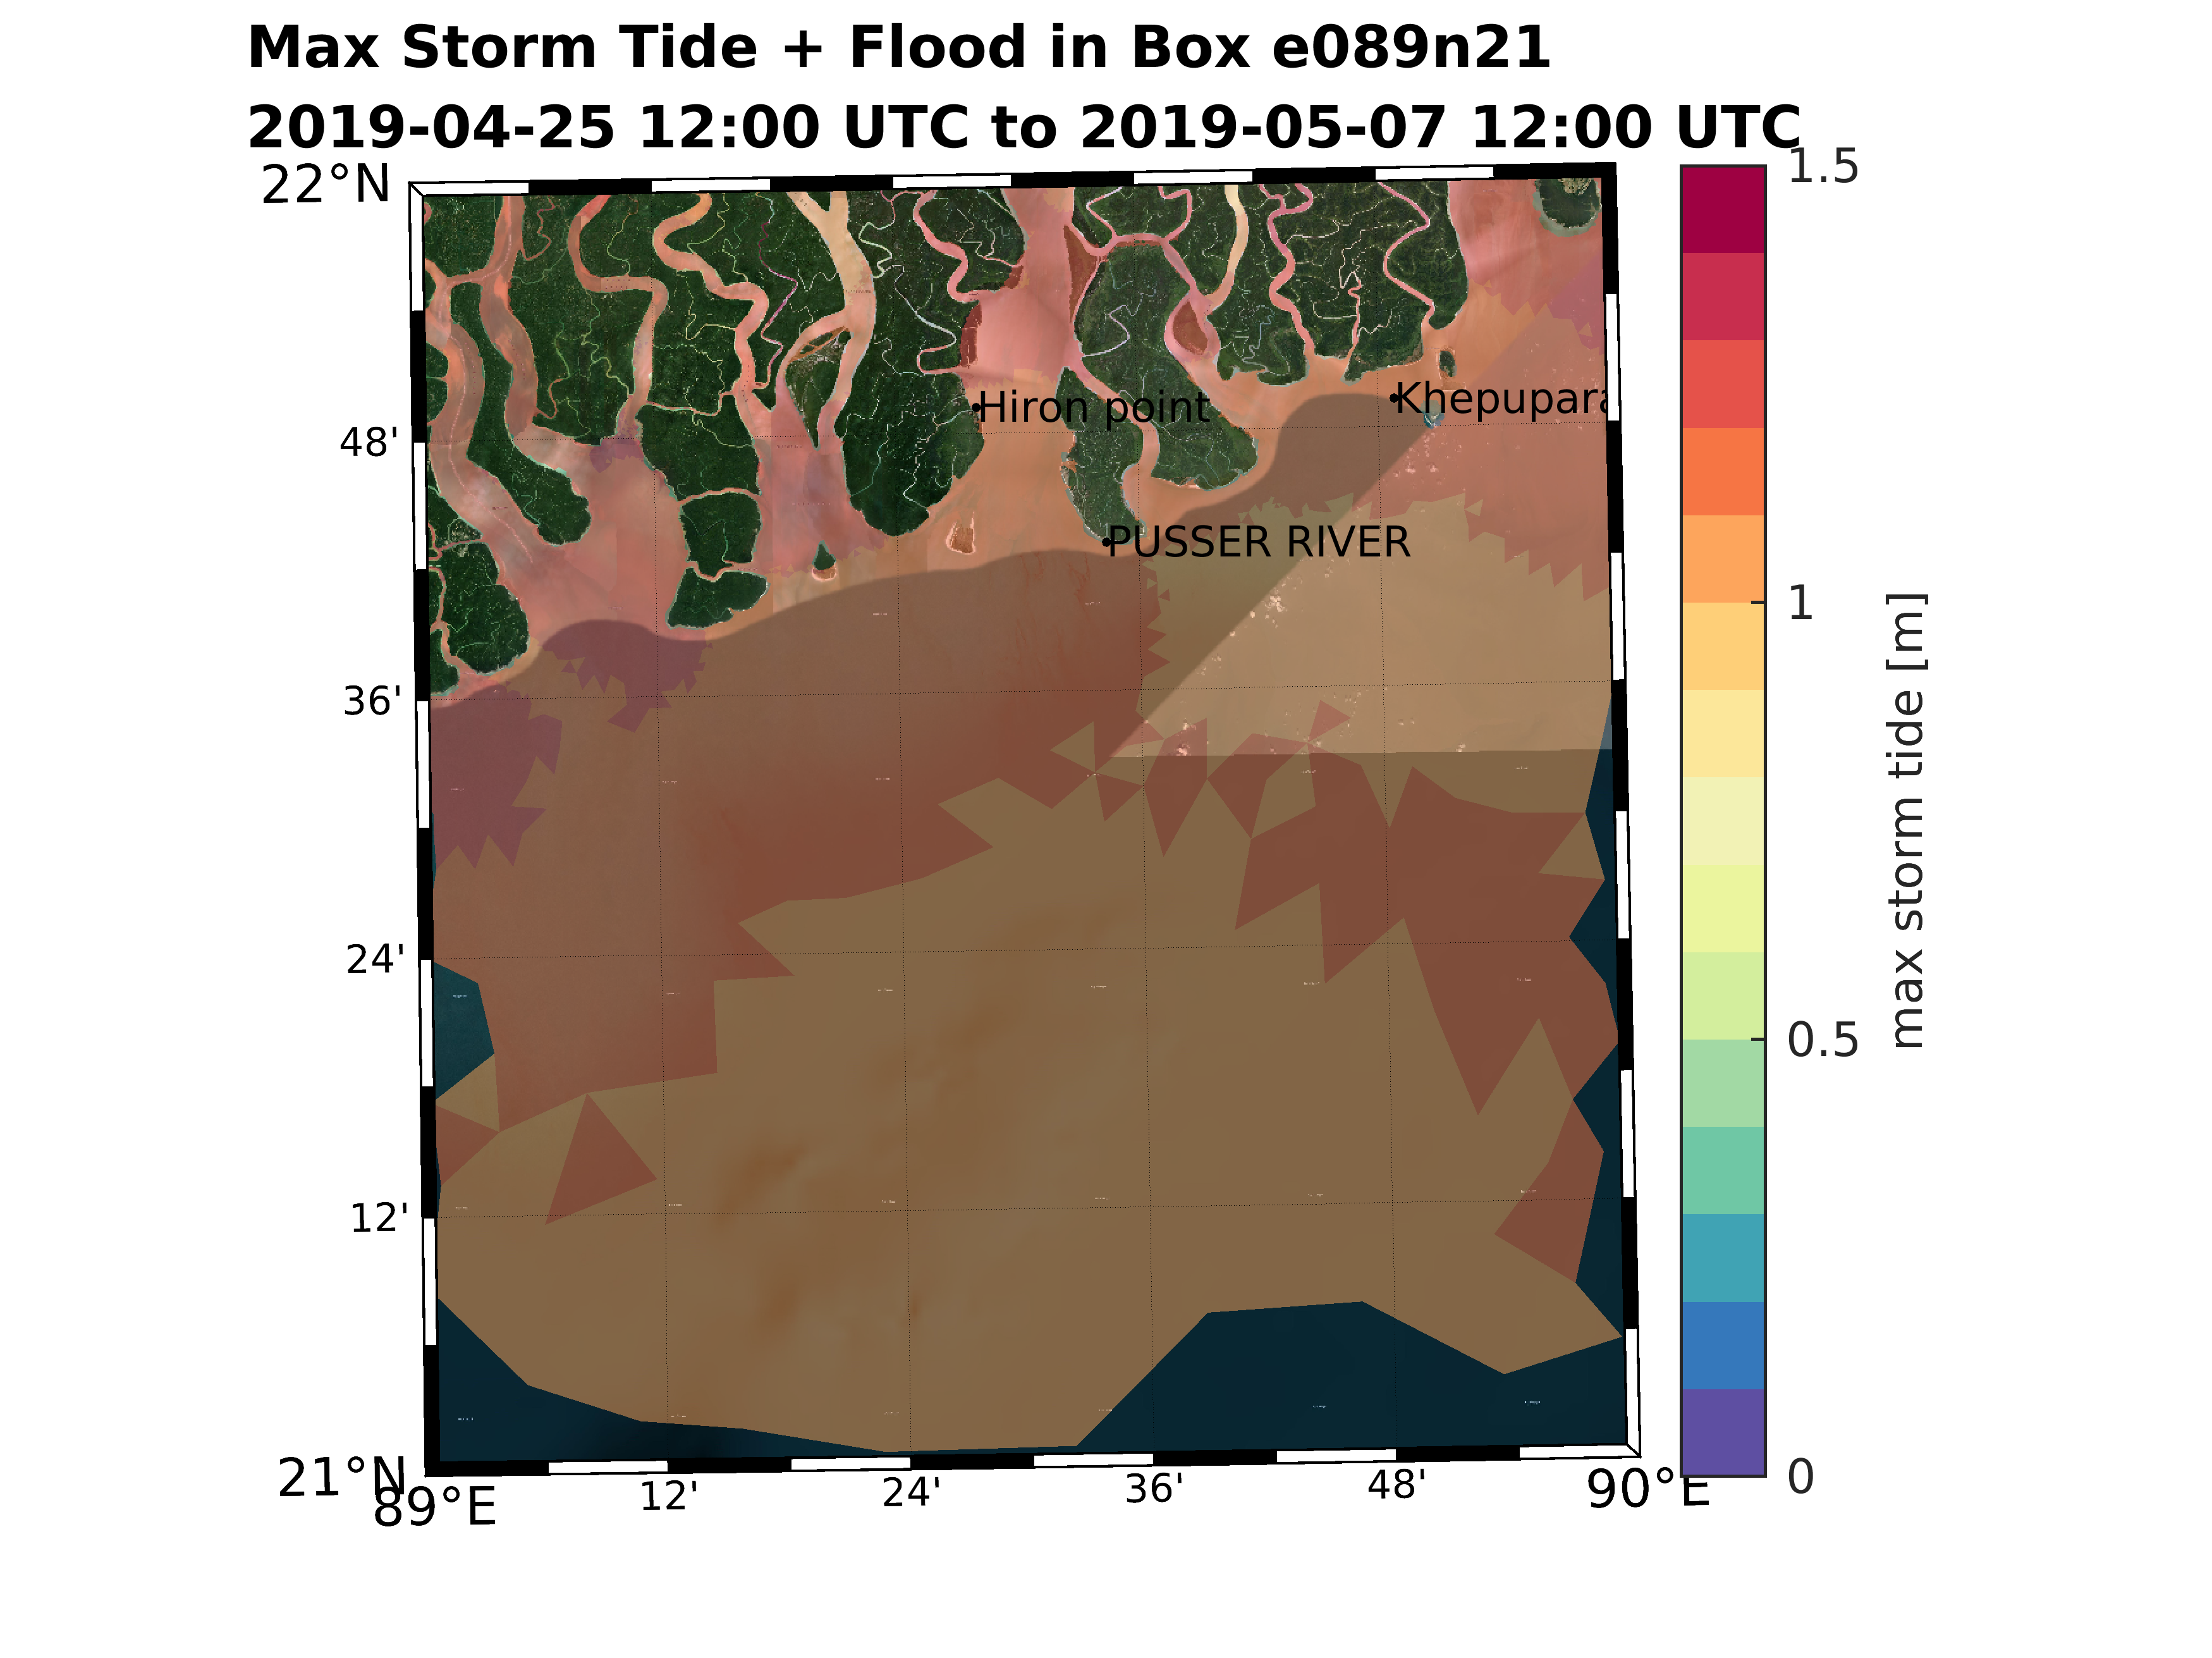 Max Storm Tide + Flood in Box e089n21
2019-04-25 12:00 UTC to 2019-05-07 12:00 UTC
22°N
48'
36'
24'
12'
21°N
89°E
12'
24'
36'
48'
90°E
Hiron point
Khepupara
PUSSER RIVER
1.5
1
0.5
0
max storm tide [m]